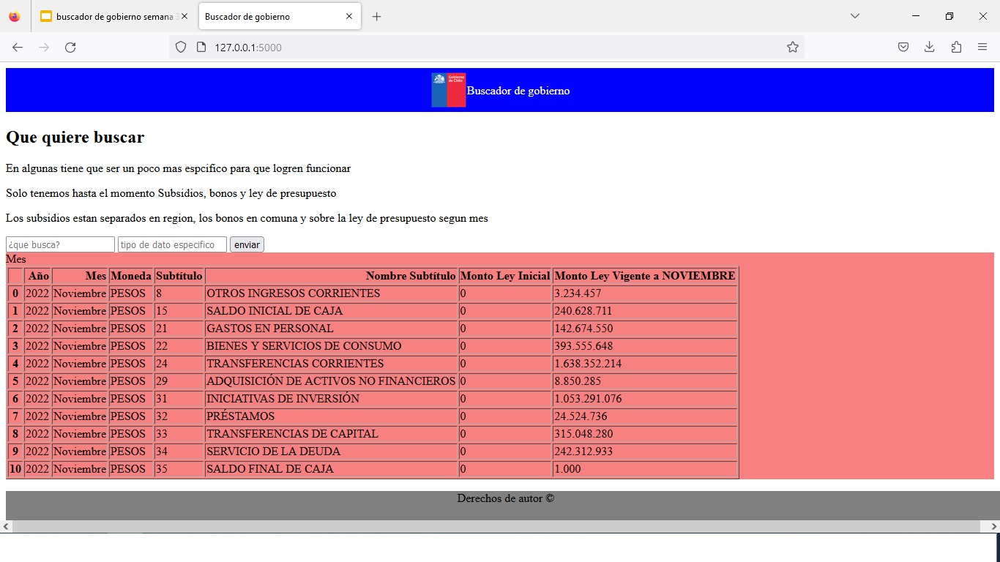 buscador de gobierno semana 3
Buscador de gobierno
127.0.0.1:5000
Gobierno
de Chile
Buscador de gobierno
Que quiere buscar
En algunas tiene que ser un poco mas espcifico para que logren funcionar
Solo tenemos hasta el momento Subsidios, bonos y ley de presupuesto
Los subsidios estan separados en region, los bonos en comuna y sobre la ley de presupuesto segun mes
¿que busca? tipo de dato especifico enviar
Mes
Año Mes Moneda Subtítulo Nombre Subtítulo Monto Ley Inicial Monto Ley Vigente a NOVIEMBRE
0 2022 Noviembre PESOS 8 OTROS INGRESOS CORRIENTES 0 3.234.457
1 2022 Noviembre PESOS 15 SALDO INICIAL DE CAJA 0 240.628.711
2 2022 Noviembre PESOS 21 GASTOS EN PERSONAL 0 142.674.550
3 2022 Noviembre PESOS 22 BIENES Y SERVICIOS DE CONSUMO 0 393.555.648
4 2022 Noviembre PESOS 24 TRANSFERENCIAS CORRIENTES 0 1.638.352.214
5 2022 Noviembre PESOS 29 ADQUISICIÓN DE ACTIVOS NO FINANCIEROS 0 8.850.285
6 2022 Noviembre PESOS 31 INICIATIVAS DE INVERSIÓN 0 1.053.291.076
7 2022 Noviembre PESOS 32 PRÉSTAMOS 0 24.524.736
8 2022 Noviembre PESOS 33 TRANSFERENCIAS DE CAPITAL 0 315.048.280
9 2022 Noviembre PESOS 34 SERVICIO DE LA DEUDA 0 242.312.933
10 2022 Noviembre PESOS 35 SALDO FINAL DE CAJA 0 1.000
Derechos de autor ©